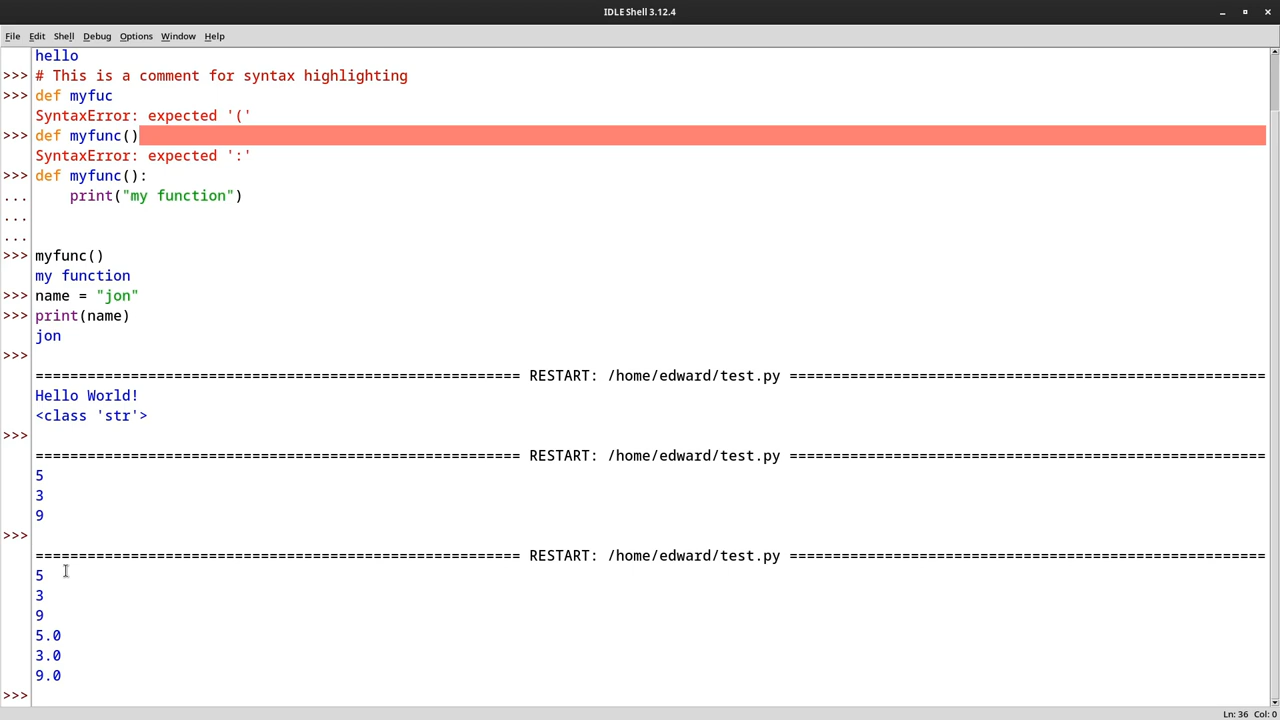 IDLE Shell 3.12.4
File Edit Shell Debug Options Window Help
hello
>>> # This is a comment for syntax highlighting
>>> def myfuc
SyntaxError: expected '('
>>> def myfunc()
SyntaxError: expected ':'
>>> def myfunc():
... print("my function")
...
...
>>> myfunc()
my function
>>> name = "jon"
>>> print(name)
jon
>>>
======================================================== RESTART: /home/edward/test.py =======================================================
Hello World!
<class 'str'>
>>>
======================================================== RESTART: /home/edward/test.py =======================================================
5
3
9
>>>
======================================================== RESTART: /home/edward/test.py =======================================================
5
3
9
5.0
3.0
9.0
>>>
Ln: 36 Col: 0